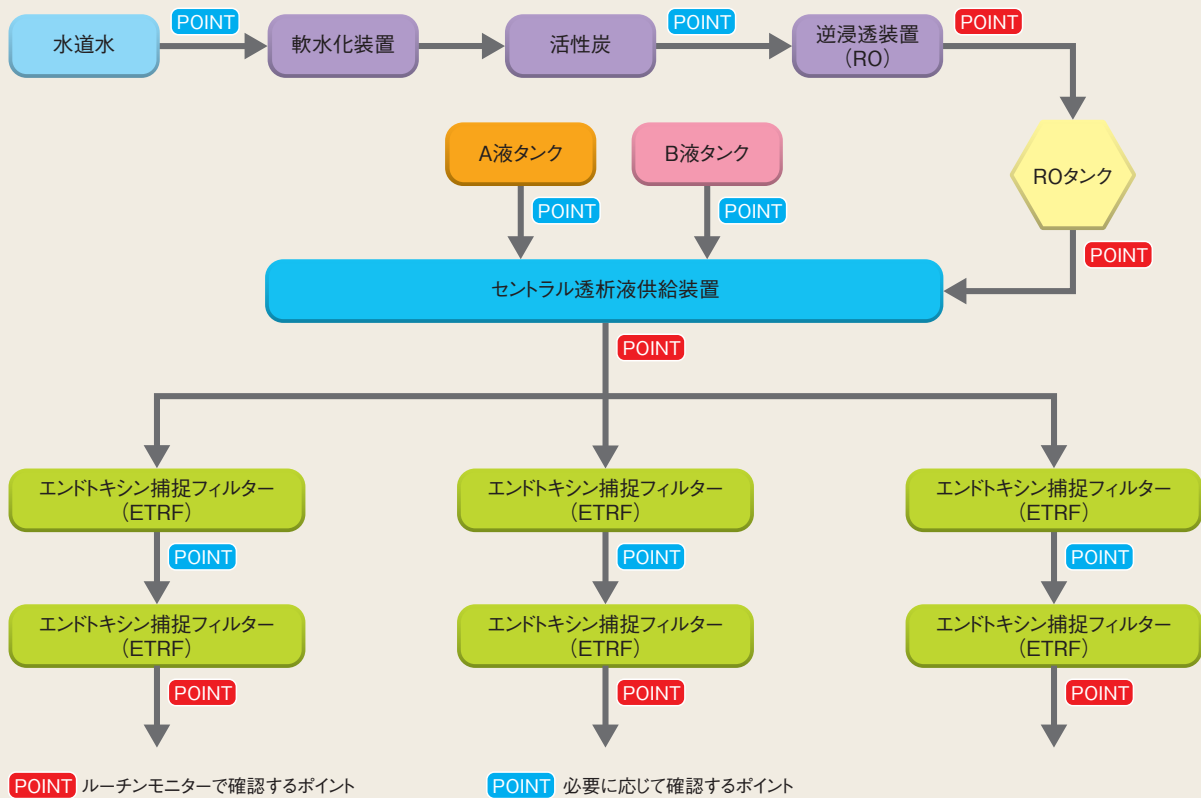 水道水
POINT
軟水化装置
活性炭
POINT
逆浸透装置
（RO）
POINT
A液タンク
POINT
B液タンク
POINT
ROタンク
POINT
セントラル透析液供給装置
POINT
エンドトキシン捕捉フィルター
（ETRF）
エンドトキシン捕捉フィルター
（ETRF）
エンドトキシン捕捉フィルター
（ETRF）
POINT
POINT
POINT
エンドトキシン捕捉フィルター
（ETRF）
エンドトキシン捕捉フィルター
（ETRF）
エンドトキシン捕捉フィルター
（ETRF）
POINT
POINT
POINT
POINT ルーチンモニターで確認するポイント
POINT 必要に応じて確認するポイント